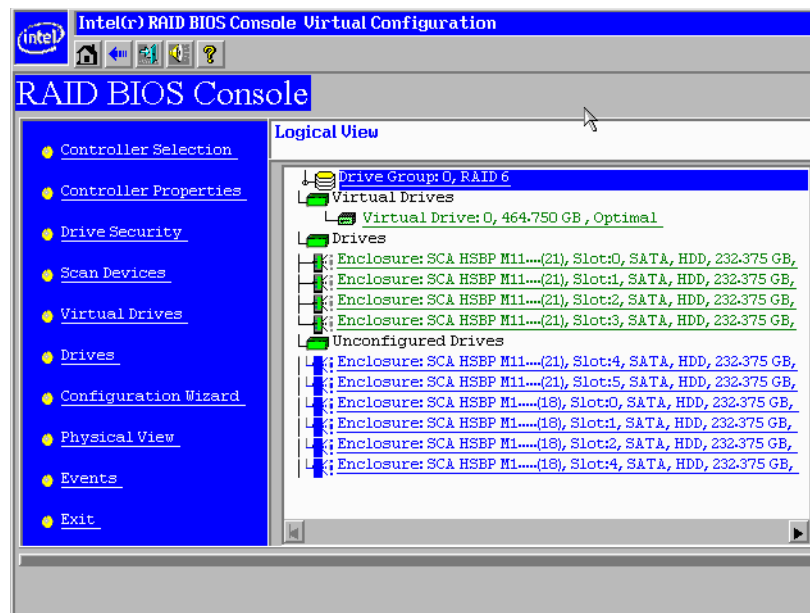 intel
Intel(r) RAID BIOS Console Virtual Configuration
?
RAID BIOS Console
Controller Selection
Controller Properties
Drive Security
Scan Devices
Virtual Drives
Drives
Configuration Wizard
Physical View
Events
Exit
Logical View
Drive Group: 0, RAID 6
Virtual Drives
Virtual Drive: 0, 464.750 GB , Optimal
Drives
Enclosure: SCA HSBP M11....(21), Slot:0, SATA, HDD, 232.375 GB,
Enclosure: SCA HSBP M11....(21), Slot:1, SATA, HDD, 232.375 GB,
Enclosure: SCA HSBP M11....(21), Slot:2, SATA, HDD, 232.375 GB,
Enclosure: SCA HSBP M11....(21), Slot:3, SATA, HDD, 232.375 GB,
Unconfigured Drives
Enclosure: SCA HSBP M11....(21), Slot:4, SATA, HDD, 232.375 GB,
Enclosure: SCA HSBP M11....(21), Slot:5, SATA, HDD, 232.375 GB,
Enclosure: SCA HSBP M1.....(18), Slot:0, SATA, HDD, 232.375 GB,
Enclosure: SCA HSBP M1.....(18), Slot:1, SATA, HDD, 232.375 GB,
Enclosure: SCA HSBP M1.....(18), Slot:2, SATA, HDD, 232.375 GB,
Enclosure: SCA HSBP M1.....(18), Slot:4, SATA, HDD, 232.375 GB,